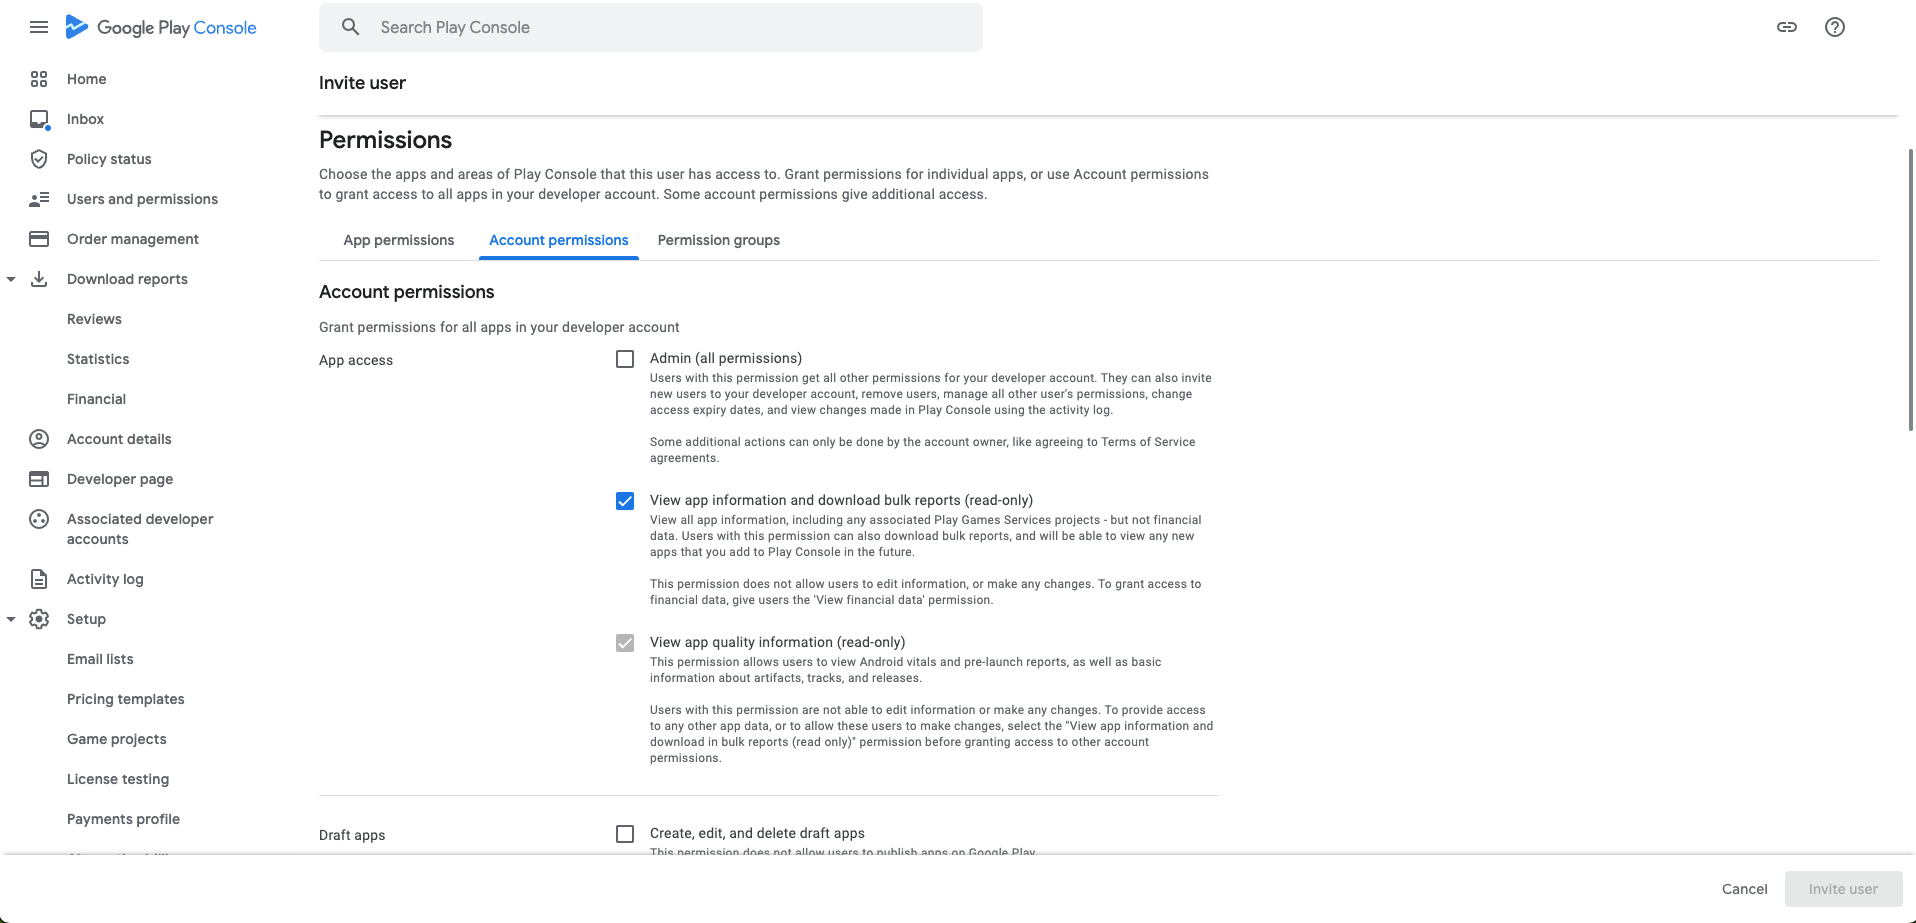 Google Play Console
Search Play Console
Home
Inbox
Policy status
Users and permissions
Order management
Download reports
Reviews
Statistics
Financial
Account details
Developer page
Associated developer
accounts
Activity log
Setup
Email lists
Pricing templates
Game projects
License testing
Payments profile
Invite user
Permissions
Choose the apps and areas of Play Console that this user has access to. Grant permissions for individual apps, or use Account permissions
to grant access to all apps in your developer account. Some account permissions give additional access.
App permissions
Account permissions
Permission groups
Account permissions
Grant permissions for all apps in your developer account
App access
Admin (all permissions)
Users with this permission get all other permissions for your developer account. They can also invite
new users to your developer account, remove users, manage all other user's permissions, change
access expiry dates, and view changes made in Play Console using the activity log.
Some additional actions can only be done by the account owner, like agreeing to Terms of Service
agreements.
View app information and download bulk reports (read-only)
View all app information, including any associated Play Games Services projects - but not financial
data. Users with this permission can also download bulk reports, and will be able to view any new
apps that you add to Play Console in the future.
This permission does not allow users to edit information, or make any changes. To grant access to
financial data, give users the 'View financial data' permission.
View app quality information (read-only)
This permission allows users to view Android vitals and pre-launch reports, as well as basic
information about artifacts, tracks, and releases.
Users with this permission are not able to edit information or make any changes. To provide access
to any other app data, or to allow these users to make changes, select the "View app information and
download in bulk reports (read only)" permission before granting access to other account
permissions.
Draft apps
Create, edit, and delete draft apps
This permission does not allow users to publish apps on Google Play.
Cancel
Invite user